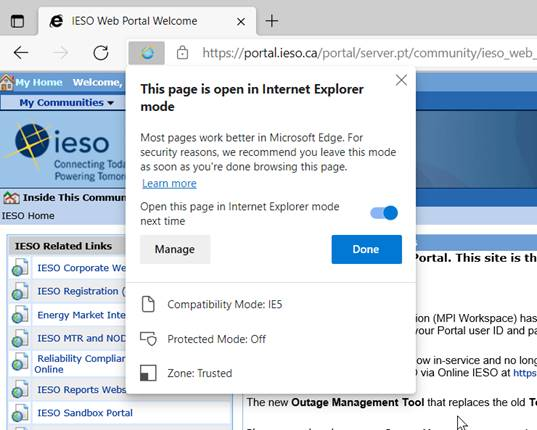 IESO Web Portal Welcome
https://portal.ieso.ca/portal/server.pt/community/ieso_web_
My Home Welcome,
My Communities
ieso
Connecting Toda
Powering Tomor
Inside This Commun
IESO Home
This page is open in Internet Explorer
mode
Most pages work better in Microsoft Edge. For
security reasons, we recommend you leave this mode
as soon as you're done browsing this page.
Learn more
Open this page in Internet Explorer mode
next time
Manage
Done
Compatibility Mode: IE5
Protected Mode: Off
Zone: Trusted
IESO Related Links
IESO Corporate We
IESO Registration (
Energy Market Inte
IESO MTR and NOD
Reliability Complian
Online
IESO Reports Webs
IESO Sandbox Portal
Portal. This site is th
ion (MPI Workspace) has
your Portal user ID and pa
ow in-service and no long
O via Online IESO at https
The new Outage Management Tool that replaces the old T